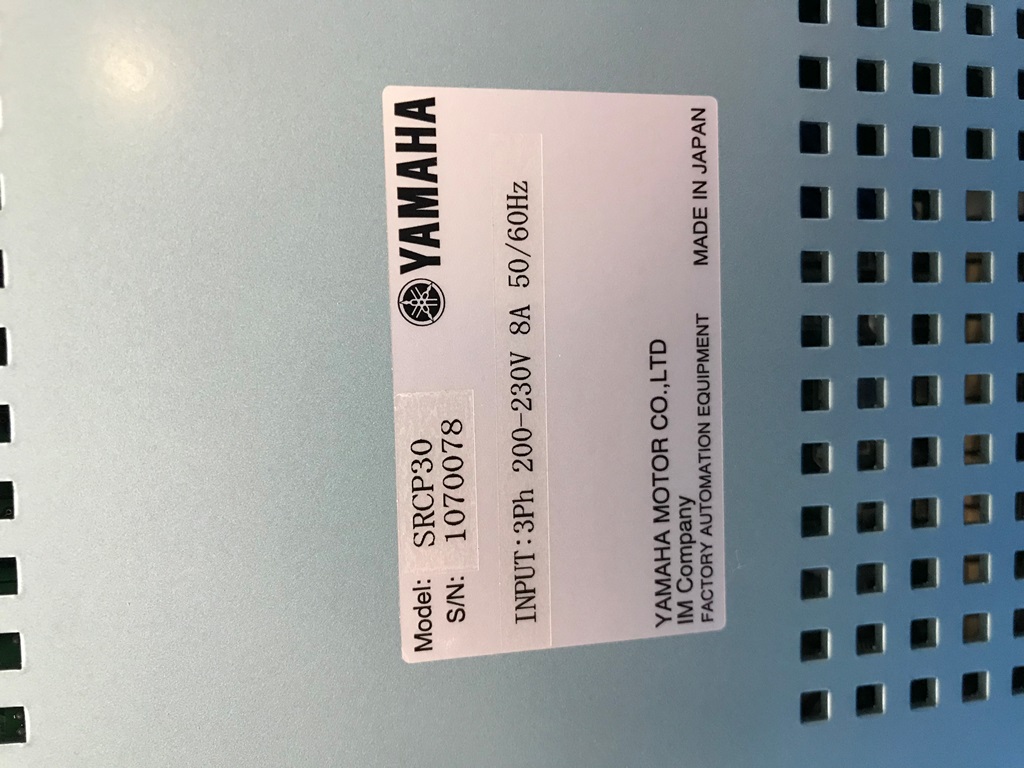 Model: SRCP30
YAMAHA
S/N: 1070078
INPUT:3Ph 200-230V 8A 50/60Hz
YAMAHA MOTOR CO.,LTD
IM Company
FACTORY AUTOMATION EQUIPMENT MADE IN JAPAN